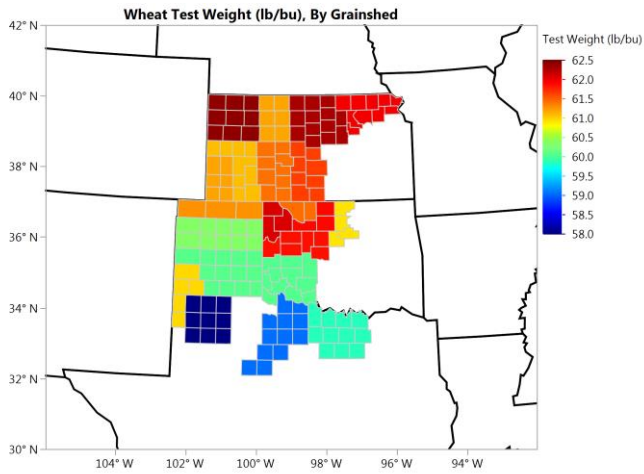 Wheat Test Weight (lb/bu), By Grainshed
42° N
40° N
38° N
36° N
34° N
32° N
30° N
104° W 102° W 100° W 98° W 96° W 94° W
Test Weight (lb/bu)
62.5
62.0
61.5
61.0
60.5
60.0
59.5
59.0
58.5
58.0